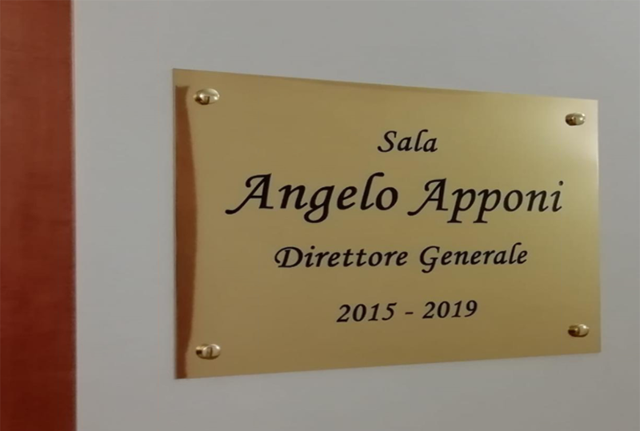 Sala
Angelo Apponi
Direttore Generale
2015 - 2019